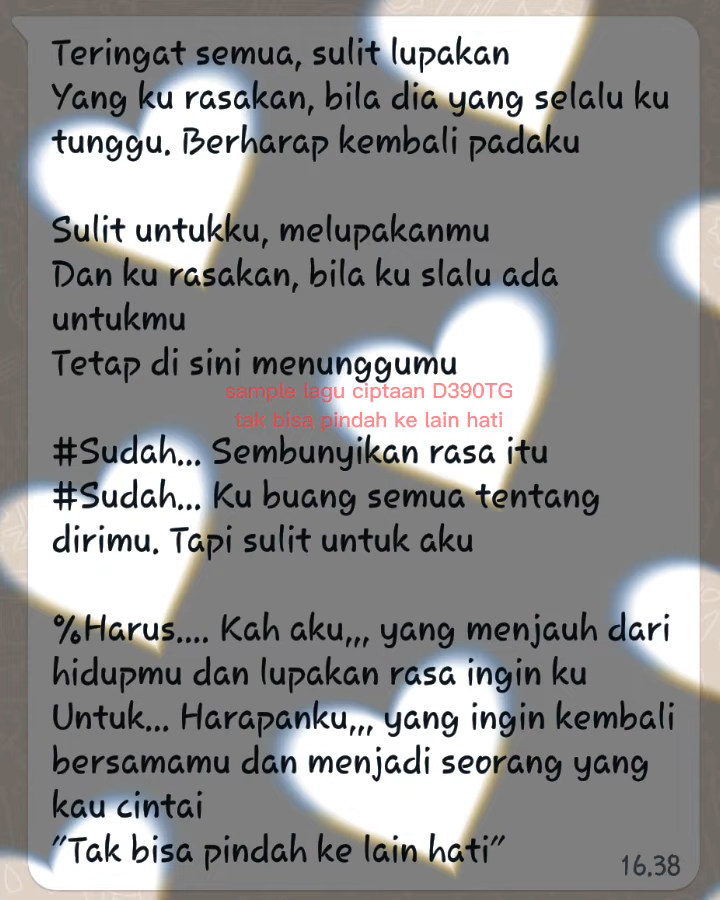 Teringat semua, sulit lupakan
Yang ku rasakan, bila dia yang selalu ku
tunggu. Berharap kembali padaku
Sulit untukku, melupakanmu
Dan ku rasakan, bila ku slalu ada
untukmu
Tetap di sini menunggumu
sample lagu ciptaan D390TG
tak bisa pindah ke lain hati
#Sudah... Sembunyikan rasa itu
#Sudah... Ku buang semua tentang
dirimu. Tapi sulit untuk aku
%Harus.... Kah aku,,, yang menjauh dari
hidupmu dan lupakan rasa ingin ku
Untuk... Harapanku,,, yang ingin kembali
bersamamu dan menjadi seorang yang
kau cintai
"Tak bisa pindah ke lain hati"
16.38